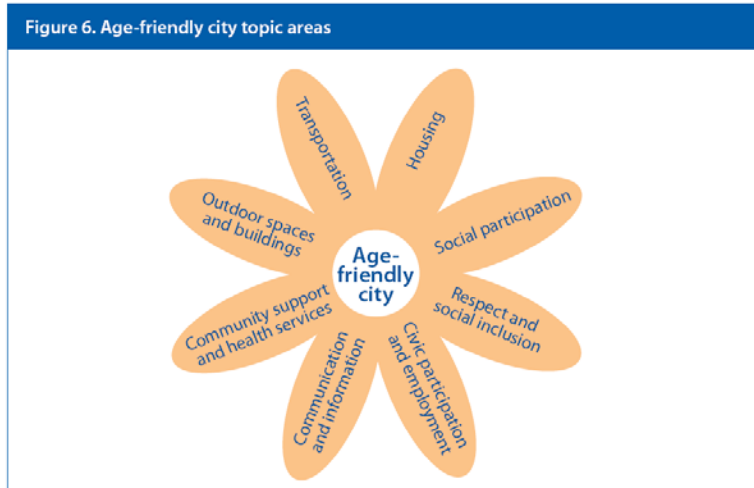 Figure 6. Age-friendly city topic areas
Transportation
Housing
Social participation
Respect and
social inclusion
Civic participation
and employment
Communication
and information
Community support
and health services
Outdoor spaces
and buildings
Age-
friendly
city